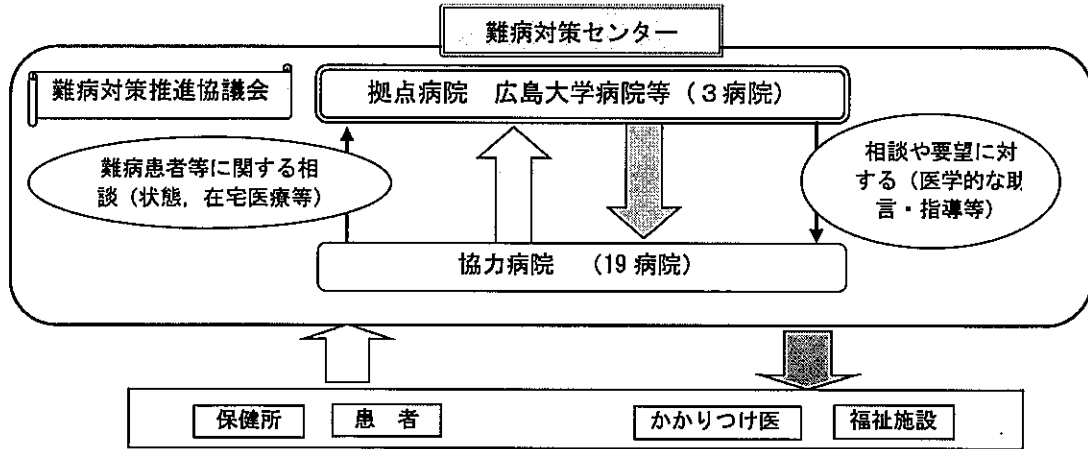 難病対策センター
難病対策推進協議会
拠点病院 広島大学病院等（３病院）
難病患者等に関する相
談（状態，在宅医療等）
相談や要望に対
する（医学的な助
言・指導等）
協力病院 （19 病院）
保健所
患 者
かかりつけ医
福祉施設